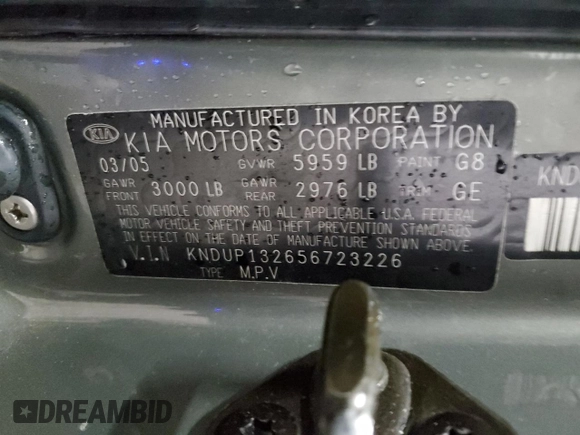 MANUFACTURED IN KOREA BY
KIA KIA MOTORS CORPORATION
03/05 GVWR 5959 LB PAINT G8
GAWR FRONT 3000 LB GAWR REAR 2976 LB TRIM GE
THIS VEHICLE CONFORMS TO ALL APPLICABLE U.S.A. FEDERAL
MOTOR VEHICLE SAFETY AND THEFT PREVENTION STANDARDS
IN EFFECT ON THE DATE OF MANUFACTURE SHOWN ABOVE.
V.I.N KNDUP132656723226
TYPE M.P.V
KND
DREAMBID